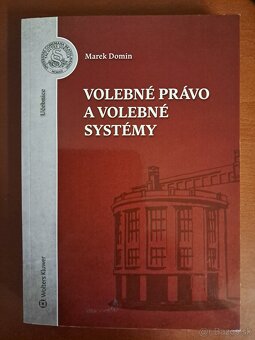 Marek Domin
VOLEBNÉ PRÁVO
A VOLEBNÉ
SYSTÉMY
Učebnice
Wolters Kluwer